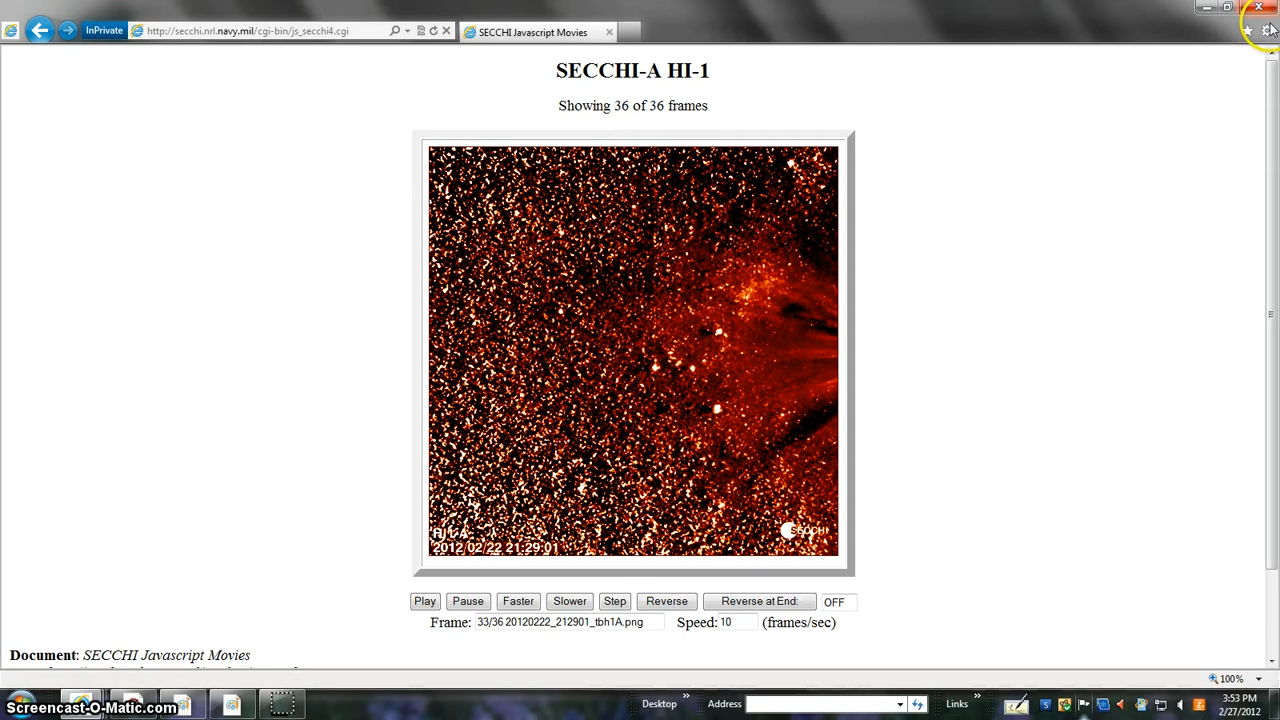 InPrivate
http://secchi.nrl.navy.mil/cgi-bin/js_secchi4.cgi
SECCHI Javascript Movies
SECCHI-A HI-1
Showing 36 of 36 frames
HI1-A
SECCHI
2012/02/22 21:29:01
Play
Pause
Faster
Slower
Step
Reverse
Reverse at End:
OFF
Frame: 33/36 20120222_212901_tbh1A.png Speed: 10 (frames/sec)
Document: SECCHI Javascript Movies
100%
Screencast-O-Matic.com
Desktop
Address
Links
3:53 PM
2/27/2012